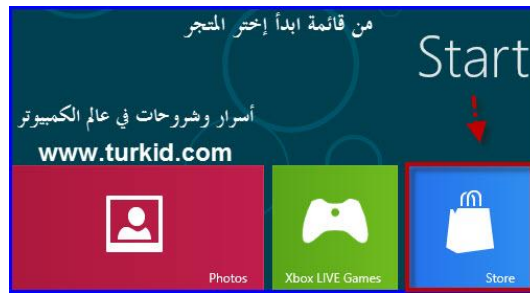 من قائمة ابدأ إختر المتجر
Start
أسرار وشروحات في عالم الكمبيوتر
www.turkid.com
Photos
Xbox LIVE Games
Store